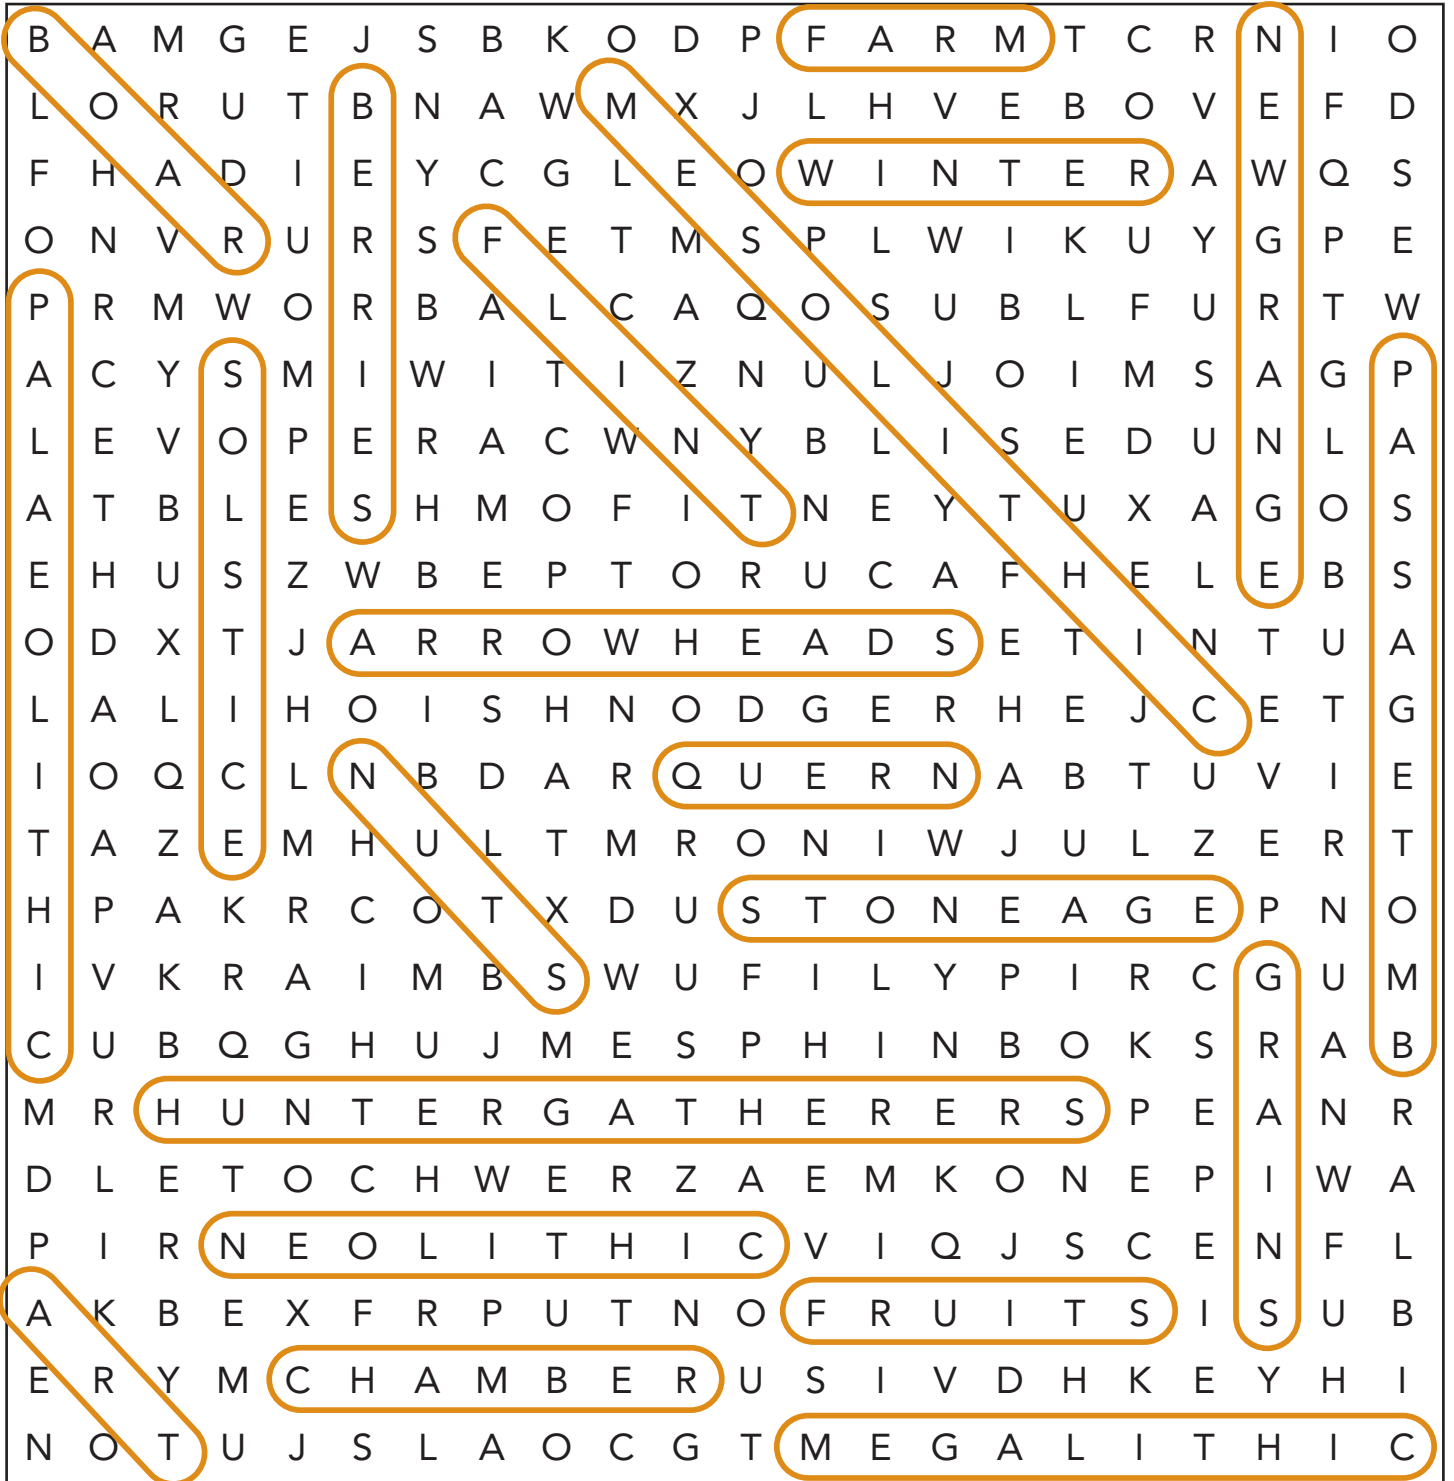 B A M G E J S B K O D P F A R M T C R N I O
L O R U T B N A W M X J L H V E B O V E F D
F H A D I E Y C G L E O W I N T E R A W Q S
O N V R U R S F E T M S P L W I K U Y G P E
P R M W O R B A L C A Q O S U B L F U R T W
A C Y S M I W I T I Z N U L J O I M S A G P
L E V O P E R A C W N Y B L I S E D U N L A
A T B L E S H M O F I T N E Y T U X A G O S
E H U S Z W B E P T O R U C A F H E L E B S
O D X T J A R R O W H E A D S E T I N T U A
L A L I H O I S H N O D G E R H E J C E T G
I O Q C L N B D A R Q U E R N A B T U V I E
T A Z E M H U L T M R O N I W J U L Z E R T
H P A K R C O T X D U S T O N E A G E P N O
I V K R A I M B S W U F I L Y P I R C G U M
C U B Q G H U J M E S P H I N B O K S R A B
M R H U N T E R G A T H E R E R S P E A N R
D L E T O C H W E R Z A E M K O N E P I W A
P I R N E O L I T H I C V I Q J S C E N F L
A K B E X F R P U T N O F R U I T S I S U B
E R Y M C H A M B E R U S I V D H K E Y H I
N O T U J S L A O C G T M E G A L I T H I C